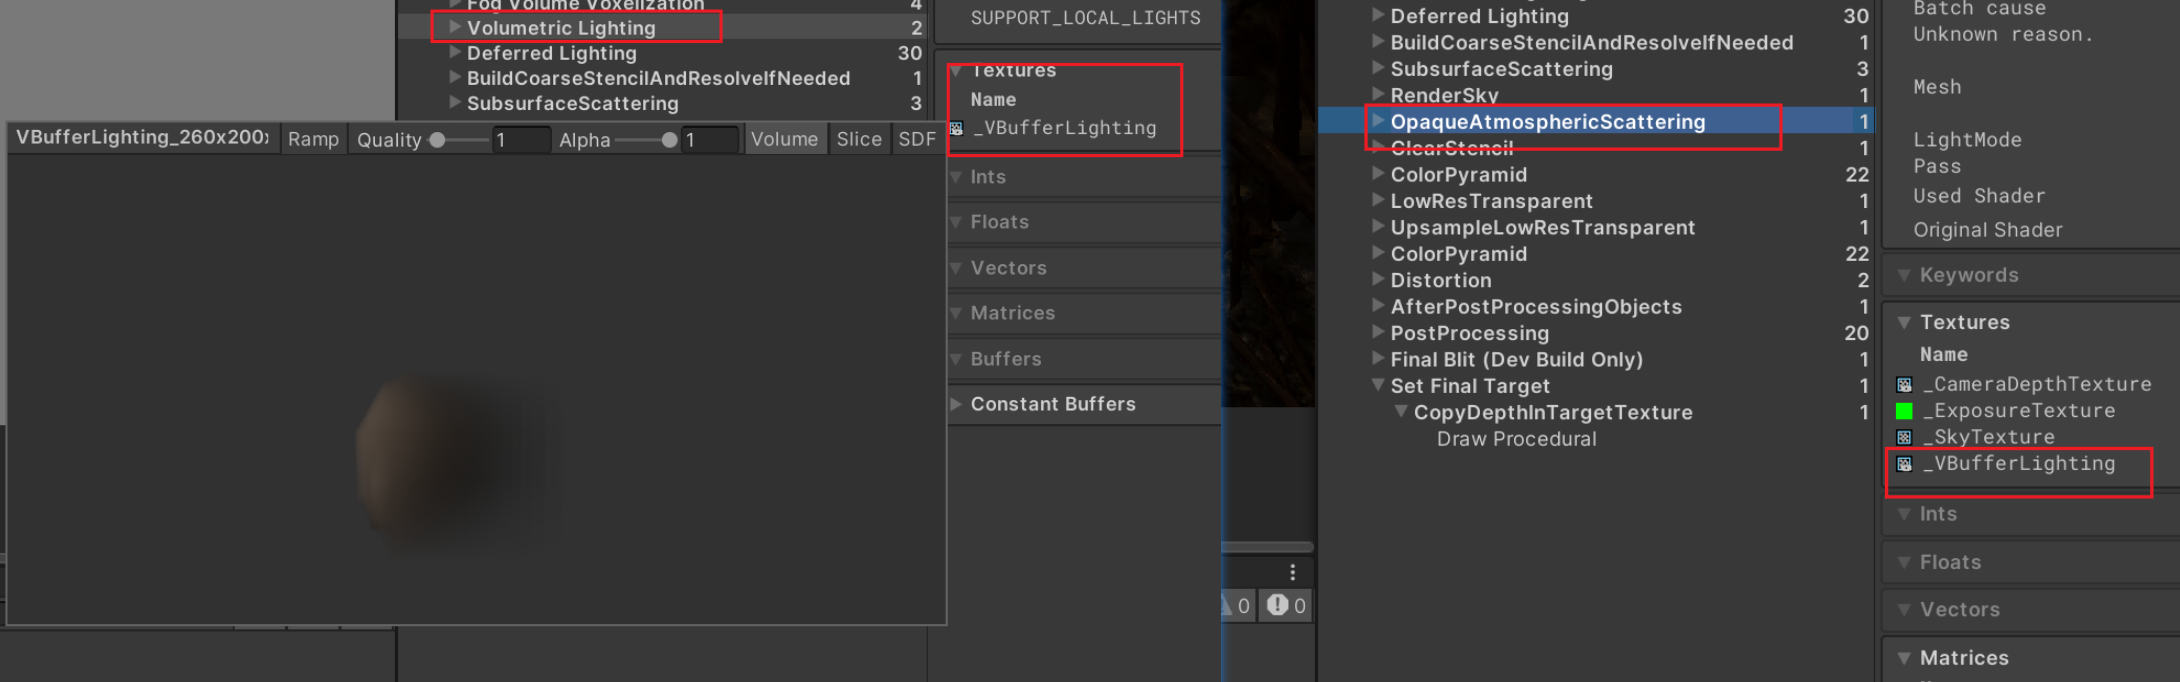 Fog Volume Voxelization 4
Volumetric Lighting 2
Deferred Lighting 30
BuildCoarseStencilAndResolveIfNeeded 1
SubsurfaceScattering 3
VBufferLighting_260x200x
Ramp
Quality
1
Alpha
1
Volume
Slice
SDF
SUPPORT_LOCAL_LIGHTS
Textures
Name
_VBufferLighting
Ints
Floats
Vectors
Matrices
Buffers
Constant Buffers
0
0
Deferred Lighting 30
BuildCoarseStencilAndResolveIfNeeded 1
SubsurfaceScattering 3
RenderSky 1
OpaqueAtmosphericScattering 1
ClearStencil 1
ColorPyramid 22
LowResTransparent 1
UpsampleLowResTransparent 1
ColorPyramid 22
Distortion 2
AfterPostProcessingObjects 1
PostProcessing 20
Final Blit (Dev Build Only) 1
Set Final Target 1
CopyDepthInTargetTexture 1
Draw Procedural
Batch cause
Unknown reason.
Mesh
LightMode
Pass
Used Shader
Original Shader
Keywords
Textures
Name
_CameraDepthTexture
_ExposureTexture
_SkyTexture
_VBufferLighting
Ints
Floats
Vectors
Matrices